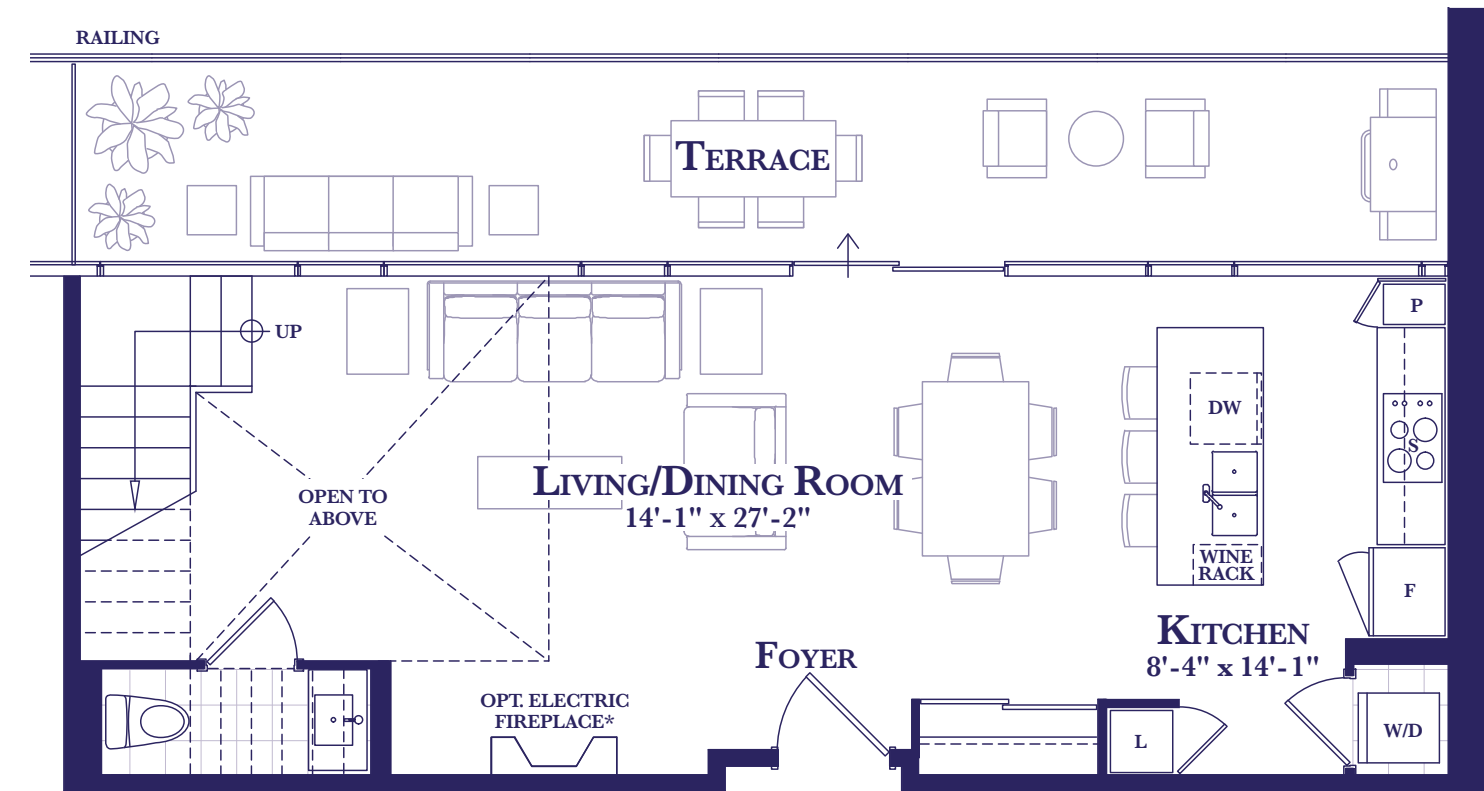 RAILING
TERRACE
UP
P
DW
S
OPEN TO
ABOVE
LIVING/DINING ROOM
14'-1" x 27'-2"
WINE
RACK
F
KITCHEN
8'-4" x 14'-1"
FOYER
OPT. ELECTRIC
FIREPLACE*
L
W/D